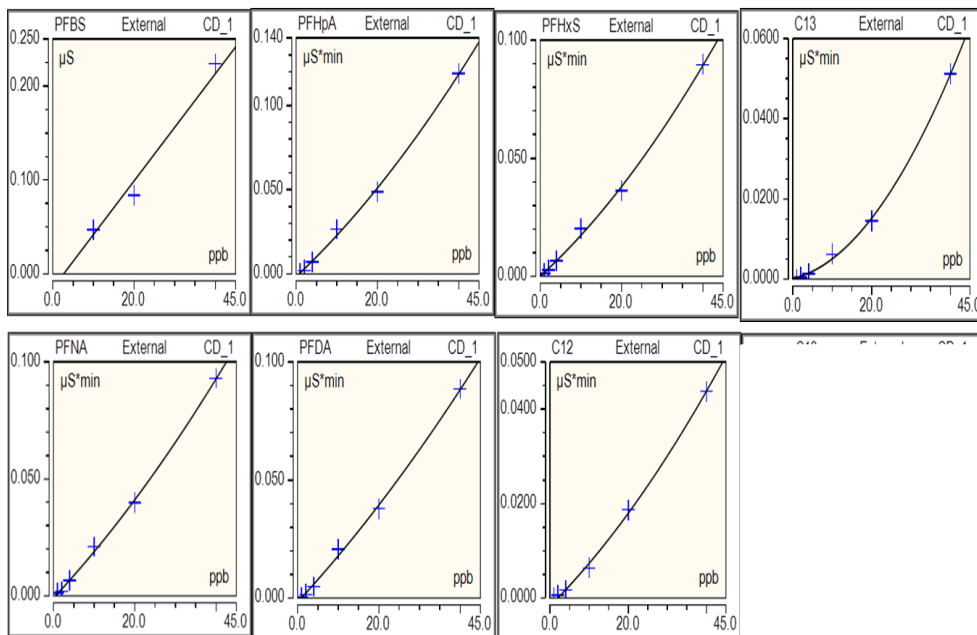 PFBS External CD_1
0.250
µS
0.200
0.100
0.000
ppb
0.0 20.0 45.0
PFHpA External CD_1
0.140
µS*min
0.100
0.050
0.000
ppb
20.0 45.0
PFHxS External CD_1
0.100
µS*min
0.050
0.000
ppb
0.0 20.0 45.0
C13 External CD_1
0.0600
µS*min
0.0400
0.0200
0.0000
ppb
0.0 20.0 45.0
PFNA External CD_1
0.100
µS*min
0.050
0.000
ppb
0.0 20.0 45.0
PFDA External CD_1
0.100
µS*min
0.050
0.000
ppb
0.0 20.0 45.0
C12 External CD_1
0.0500
µS*min
0.0400
0.0200
0.0000
ppb
0.0 20.0 45.0